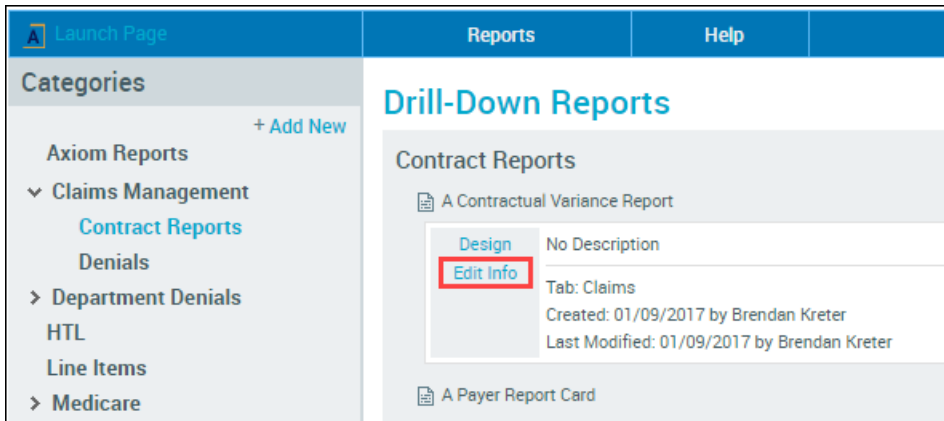 A Launch Page
Reports
Help
Categories
+ Add New
Axiom Reports
Claims Management
Contract Reports
Denials
Department Denials
HTL
Line Items
Medicare
Drill-Down Reports
Contract Reports
A Contractual Variance Report
Design
Edit Info
No Description
Tab: Claims
Created: 01/09/2017 by Brendan Kreter
Last Modified: 01/09/2017 by Brendan Kreter
A Payer Report Card